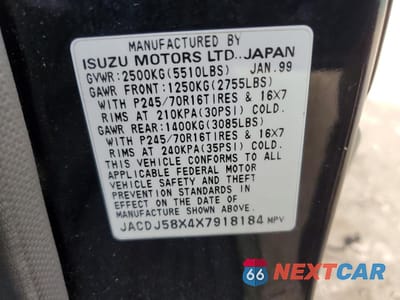 MANUFACTURED BY
ISUZU MOTORS LTD., JAPAN
GVWR:2500KG(5510LBS) JAN.99
GAWR FRONT:1250KG(2755LBS)
WITH P245/70R16TIRES & 16X7
RIMS AT 210KPA(30PSI) COLD.
GAWR REAR:1400KG(3085LBS)
WITH P245/70R16TIRES & 16X7
RIMS AT 240KPA(35PSI) COLD.
THIS VEHICLE CONFORMS TO ALL
APPLICABLE FEDERAL MOTOR
VEHICLE SAFETY AND THEFT
PREVENTION STANDARDS IN
EFFECT ON THE DATE OF
MANUFACTURE SHOWN ABOVE.
JACDJ58X4X7918184 MPV
66 NEXTCAR